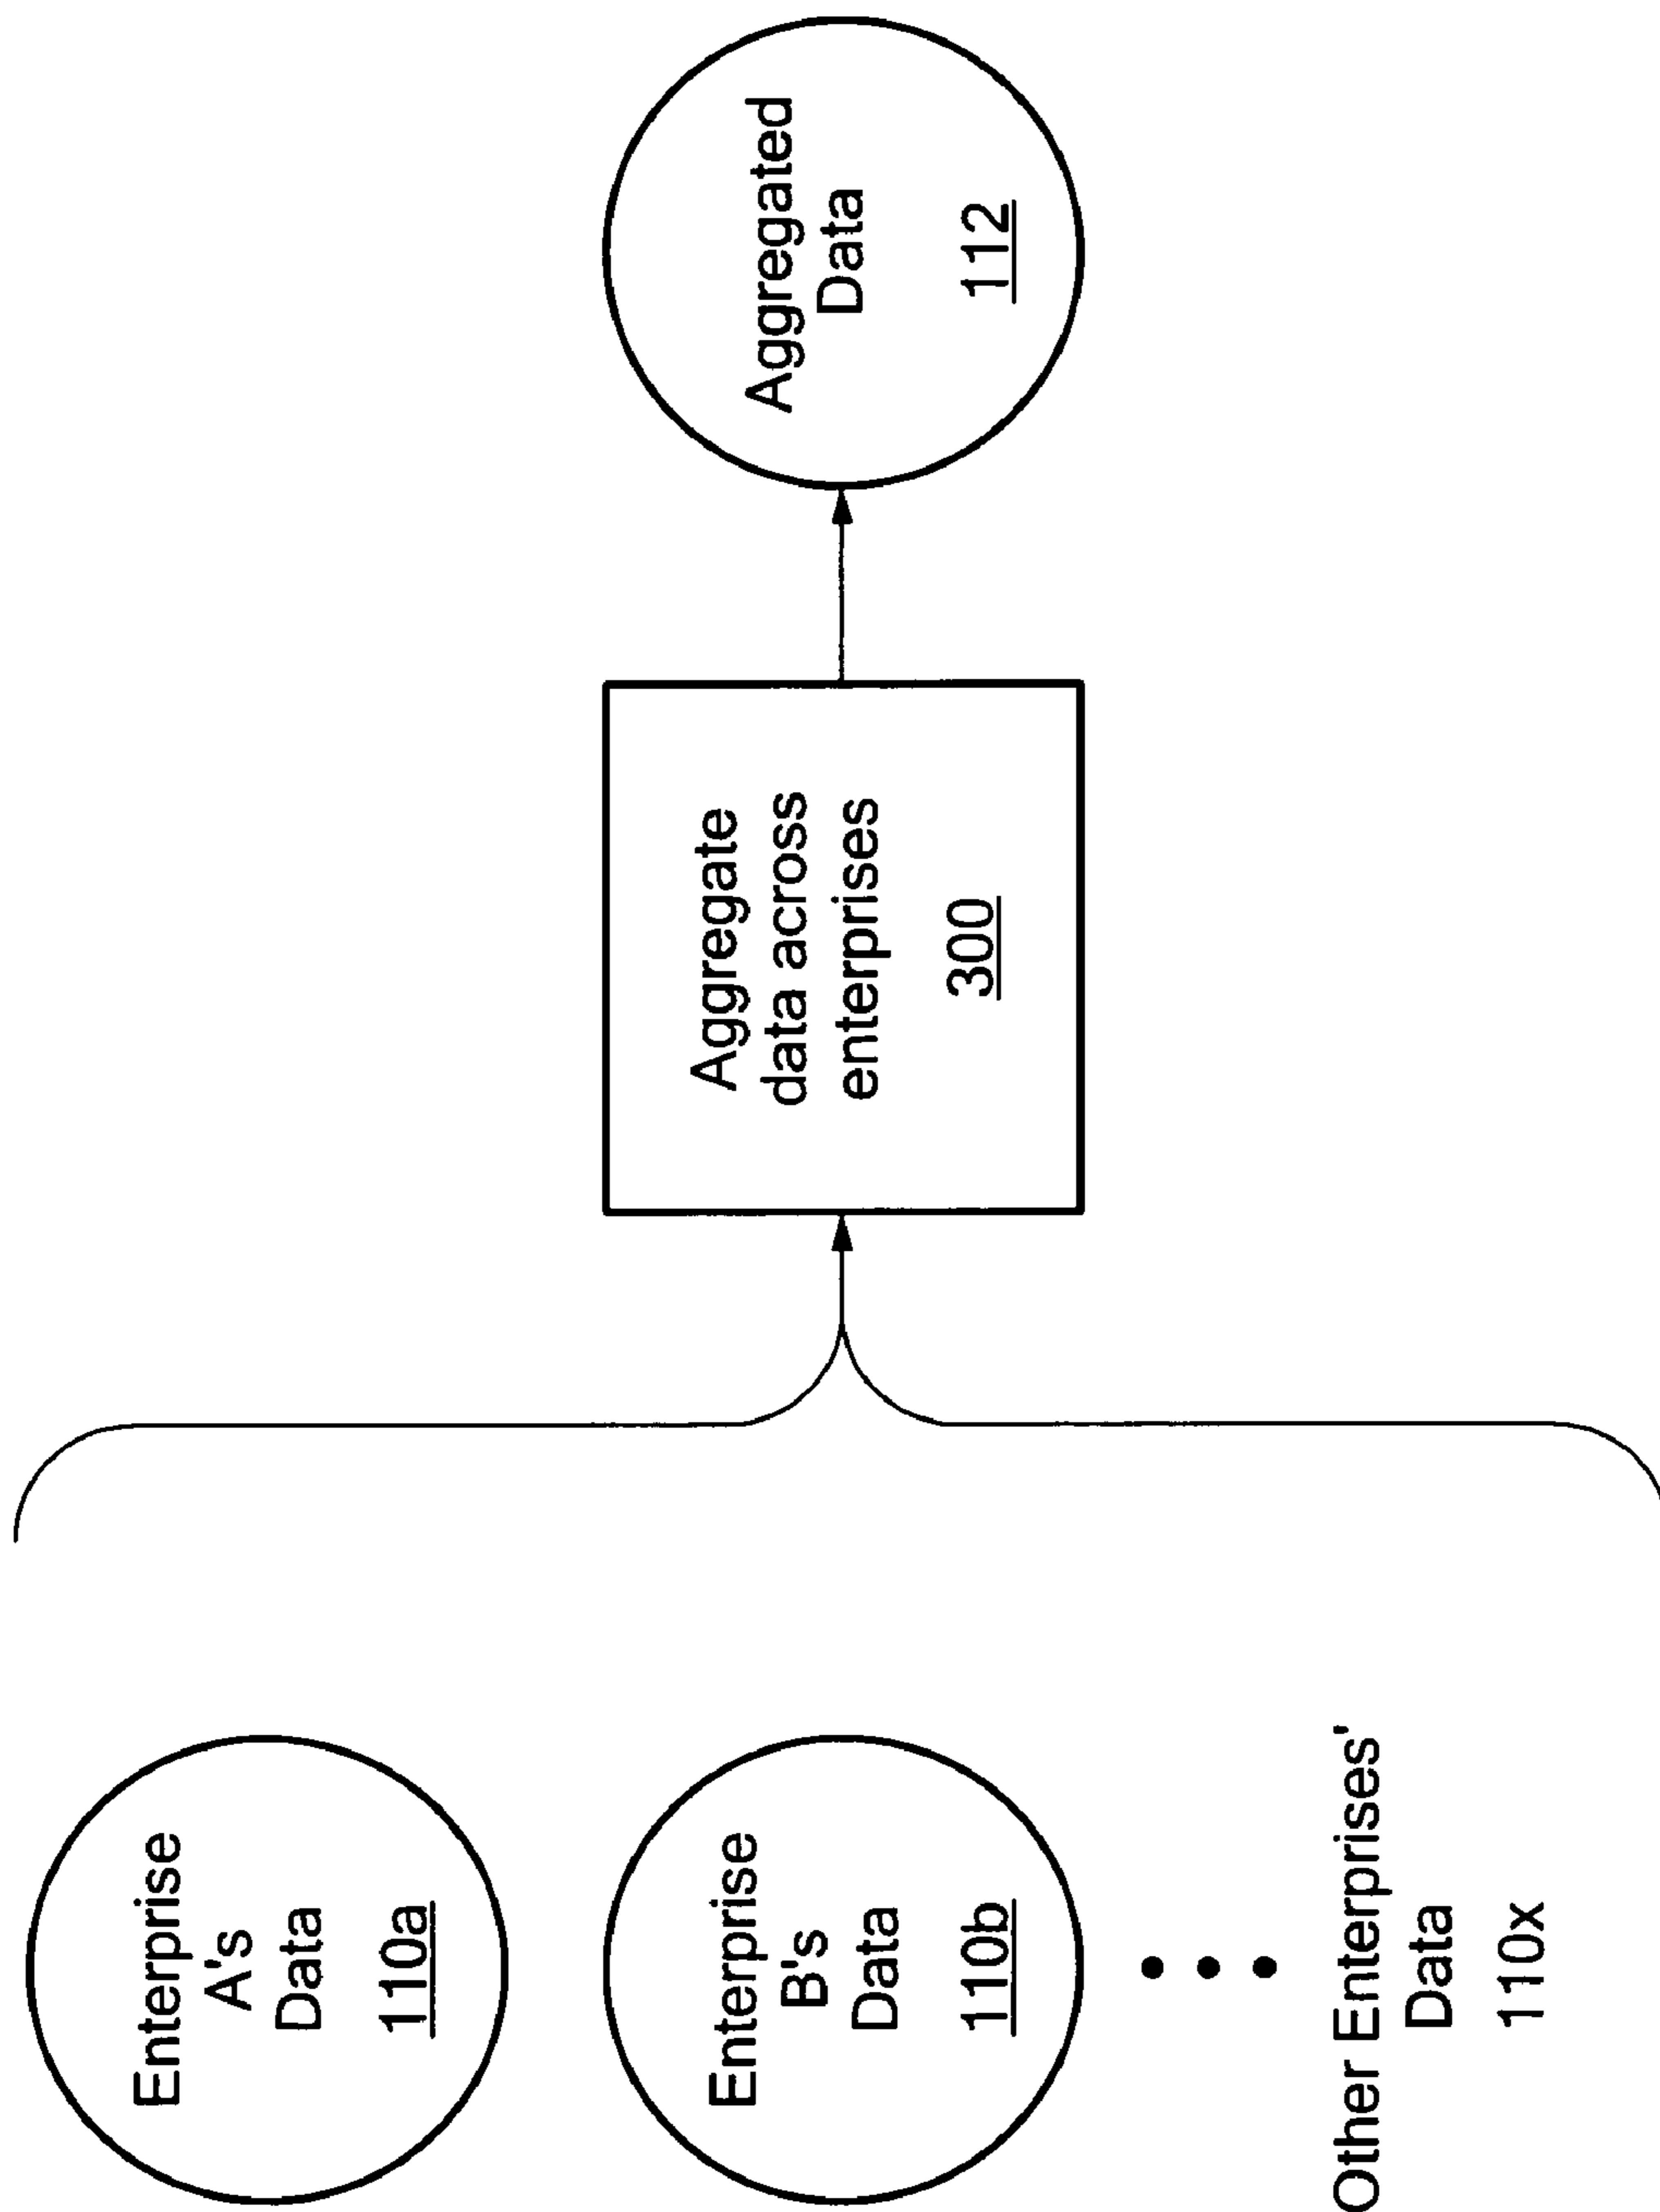 Enterprise
A's
Data
110a
Enterprise
B's
Data
110b
Other Enterprises'
Data
110x
Aggregate
data across
enterprises
300
Aggregated
Data
112